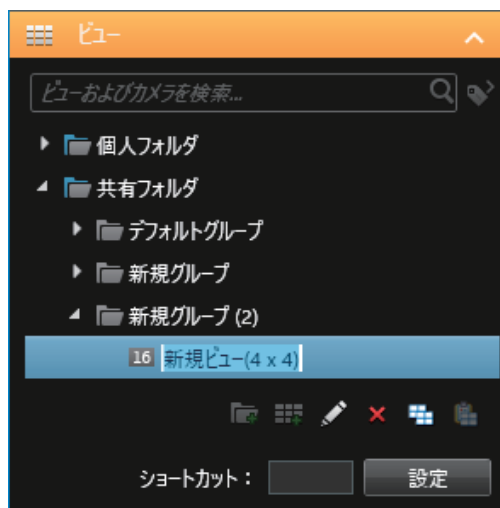 ビュー
ビューおよびカメラを検索...
個人フォルダ
共有フォルダ
デフォルトグループ
新規グループ
新規グループ (2)
16 新規ビュー(4 x 4)
ショートカット： 設定